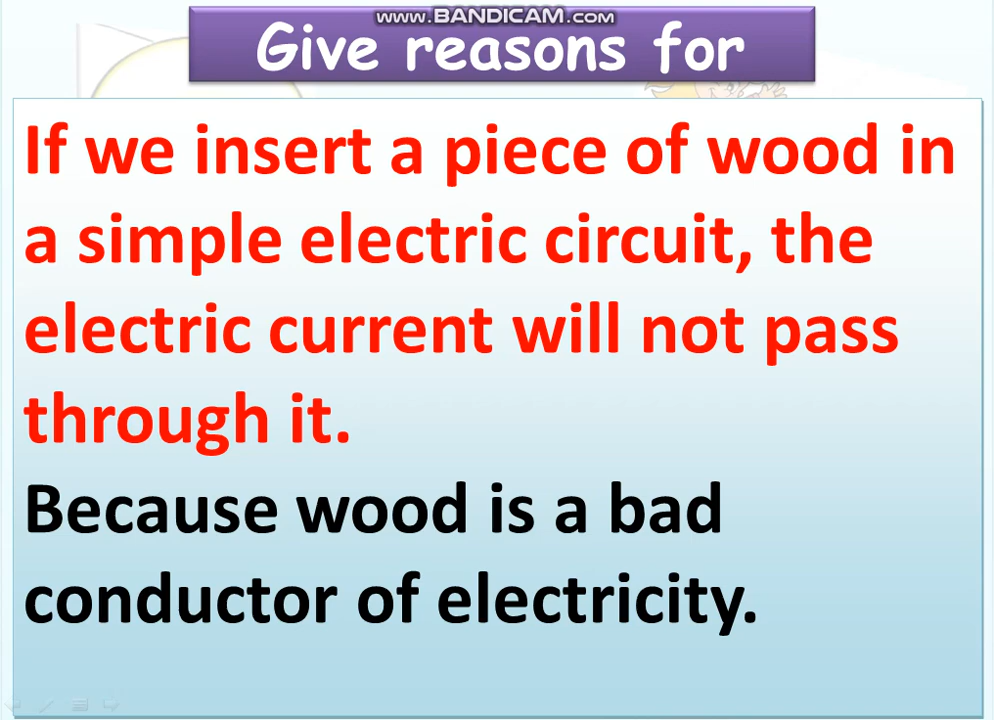 www.BANDICAM.com
Give reasons for
If we insert a piece of wood in
a simple electric circuit, the
electric current will not pass
through it.
Because wood is a bad
conductor of electricity.